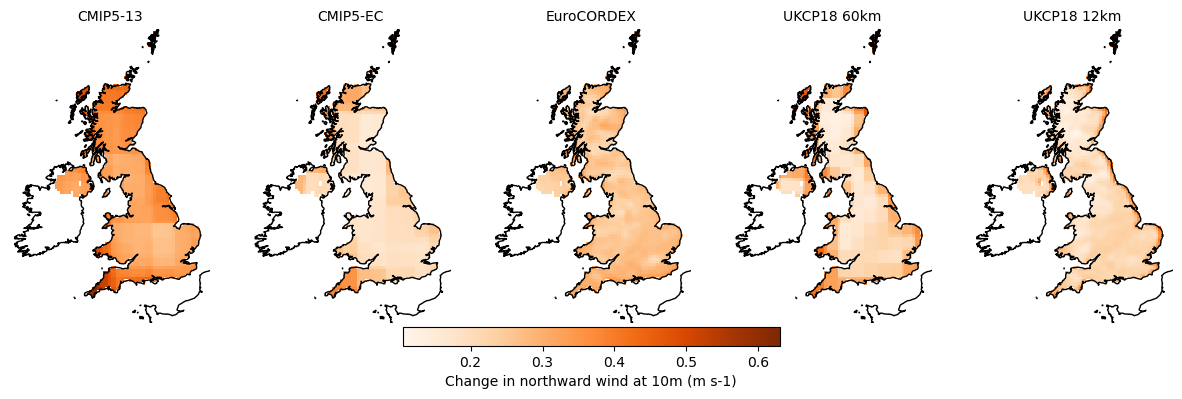 CMIP5-13 CMIP5-EC EuroCORDEX UKCP18 60km UKCP18 12km
0.2 0.3 0.4 0.5 0.6
Change in northward wind at 10m (m s-1)